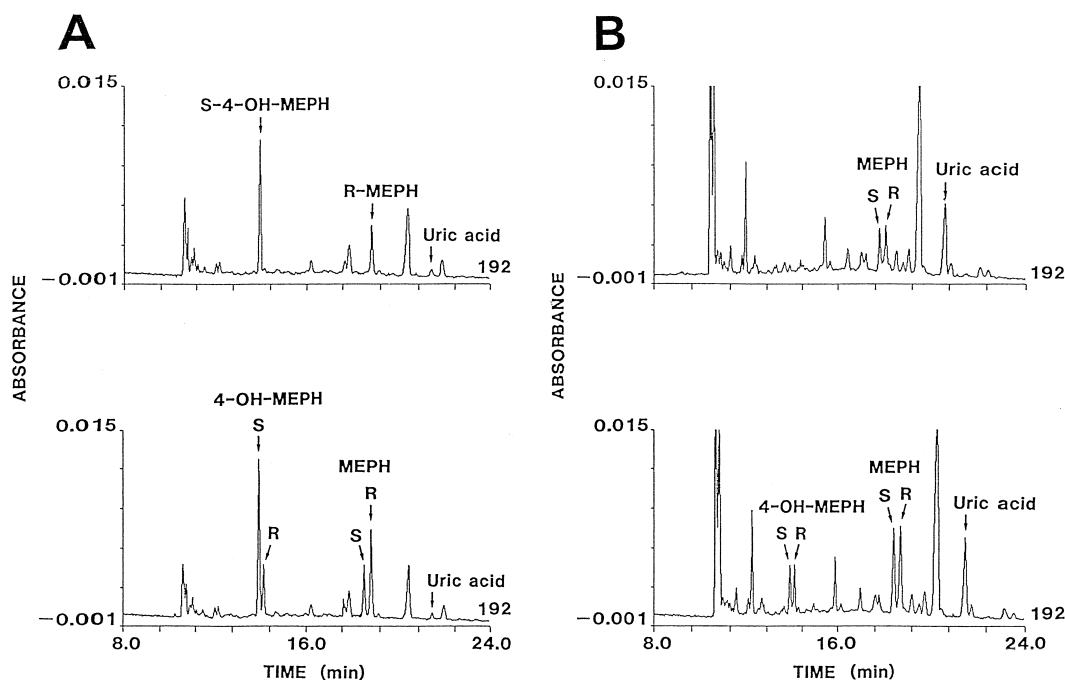 A
0.015
S-4-OH-MEPH
R-MEPH
Uric acid
192
−0.001
B
0.015
MEPH
S R
Uric acid
192
−0.001
ABSORBANCE
ABSORBANCE
4-OH-MEPH
S
0.015
MEPH
R
R
S
Uric acid
192
−0.001
8.0 16.0 24.0
TIME (min)
0.015
MEPH
S R
4-OH-MEPH
S R
Uric acid
192
−0.001
8.0 16.0 24.0
TIME (min)